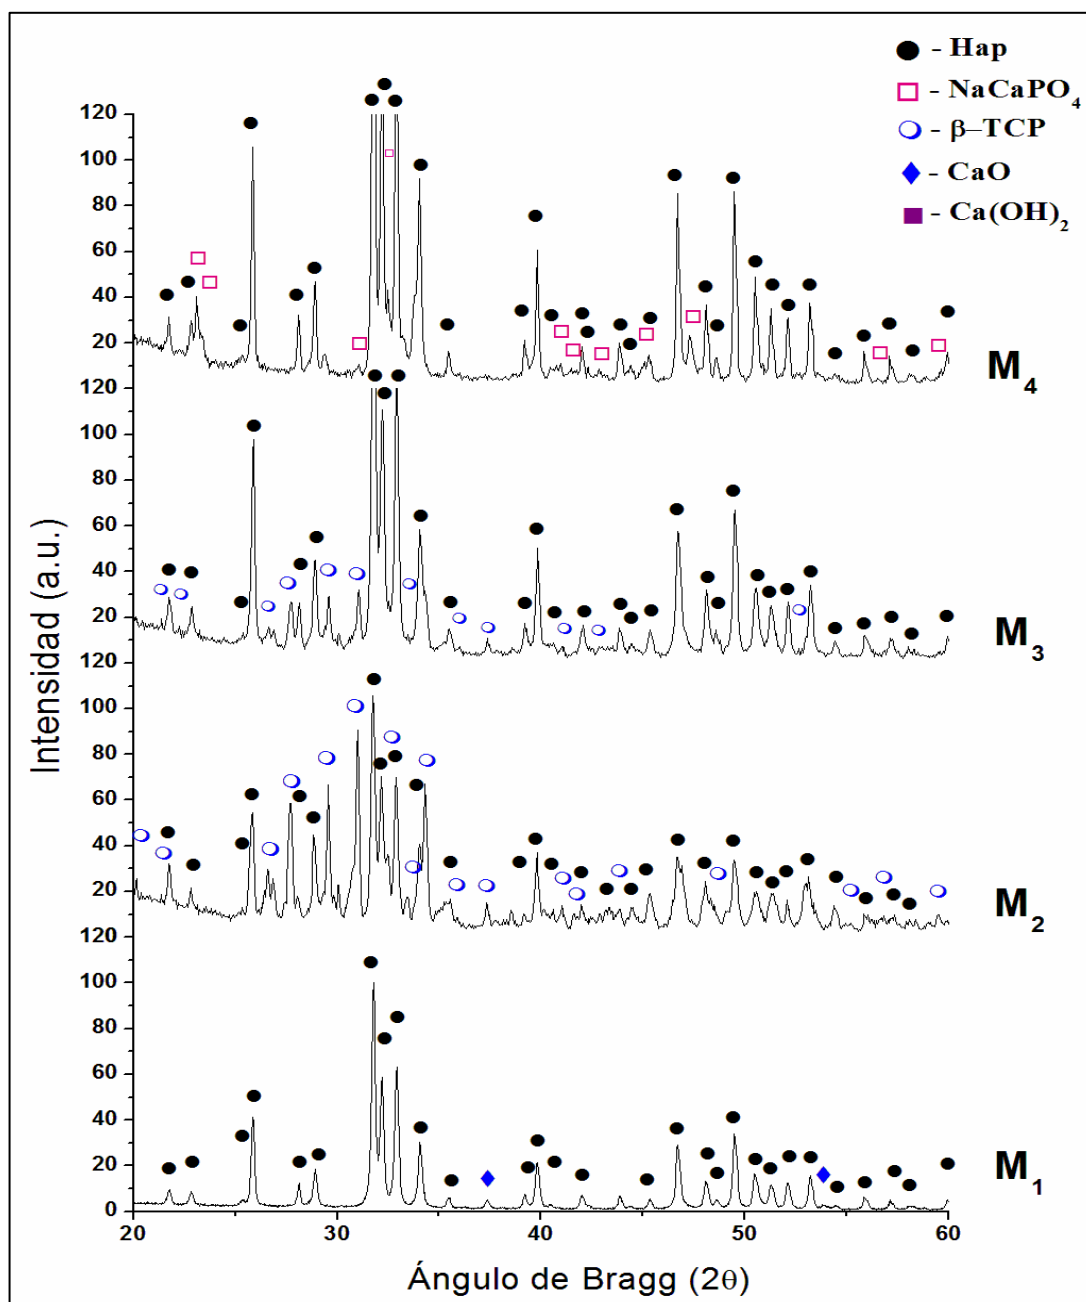 - Hap
- NaCaPO₄
- β–TCP
- CaO
- Ca(OH)₂
120
100
80
60
40
20
M₄
120
100
80
60
40
20
M₃
120
100
80
60
40
20
M₂
120
100
80
60
40
20
0
M₁
Intensidad (a.u.)
20 30 40 50 60
Ángulo de Bragg (2θ)